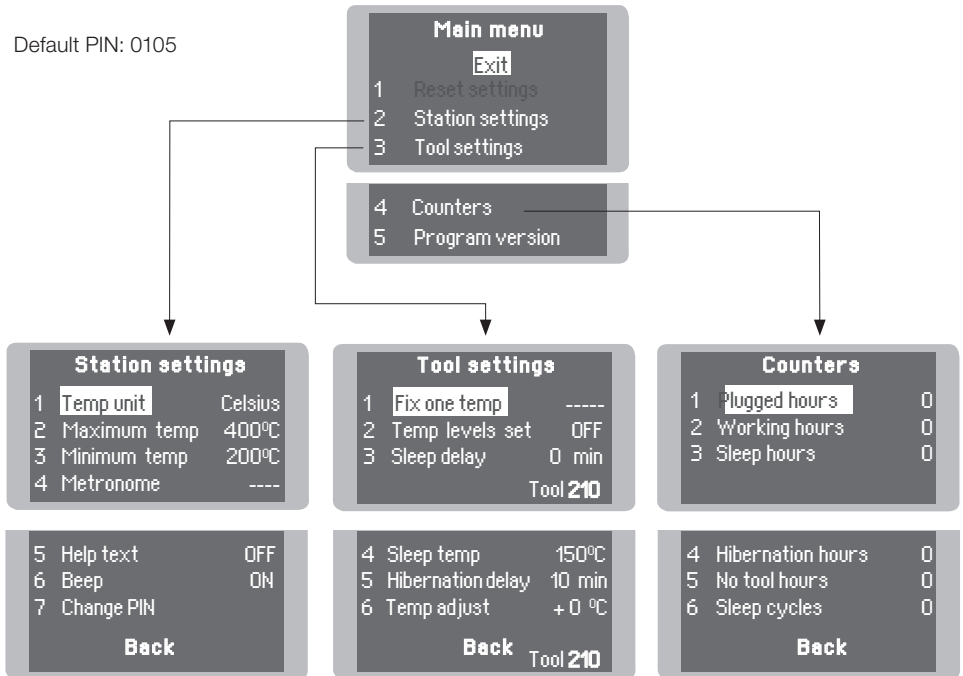 Default PIN: 0105
Main menu
Exit
1 Reset settings
2 Station settings
3 Tool settings
4 Counters
5 Program version
Station settings
1 Temp unit Celsius
2 Maximum temp 400ºC
3 Minimum temp 200ºC
4 Metronome ----
5 Help text OFF
6 Beep ON
7 Change PIN
Back
Tool settings
1 Fix one temp -----
2 Temp levels set OFF
3 Sleep delay 0 min
Tool 210
4 Sleep temp 150ºC
5 Hibernation delay 10 min
6 Temp adjust +0 ºC
Back
Tool 210
Counters
1 Plugged hours 0
2 Working hours 0
3 Sleep hours 0
4 Hibernation hours 0
5 No tool hours 0
6 Sleep cycles 0
Back